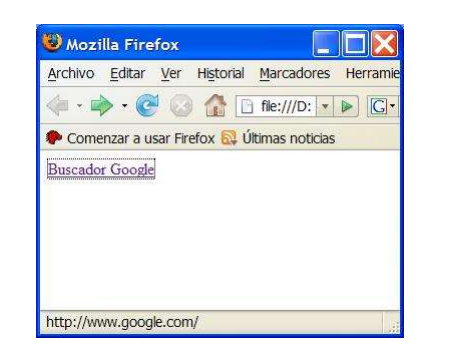 Mozilla Firefox
Archivo Editar Ver Historial Marcadores Herramie
file:///D: G
Comenzar a usar Firefox Últimas noticias
Buscador Google
http://www.google.com/